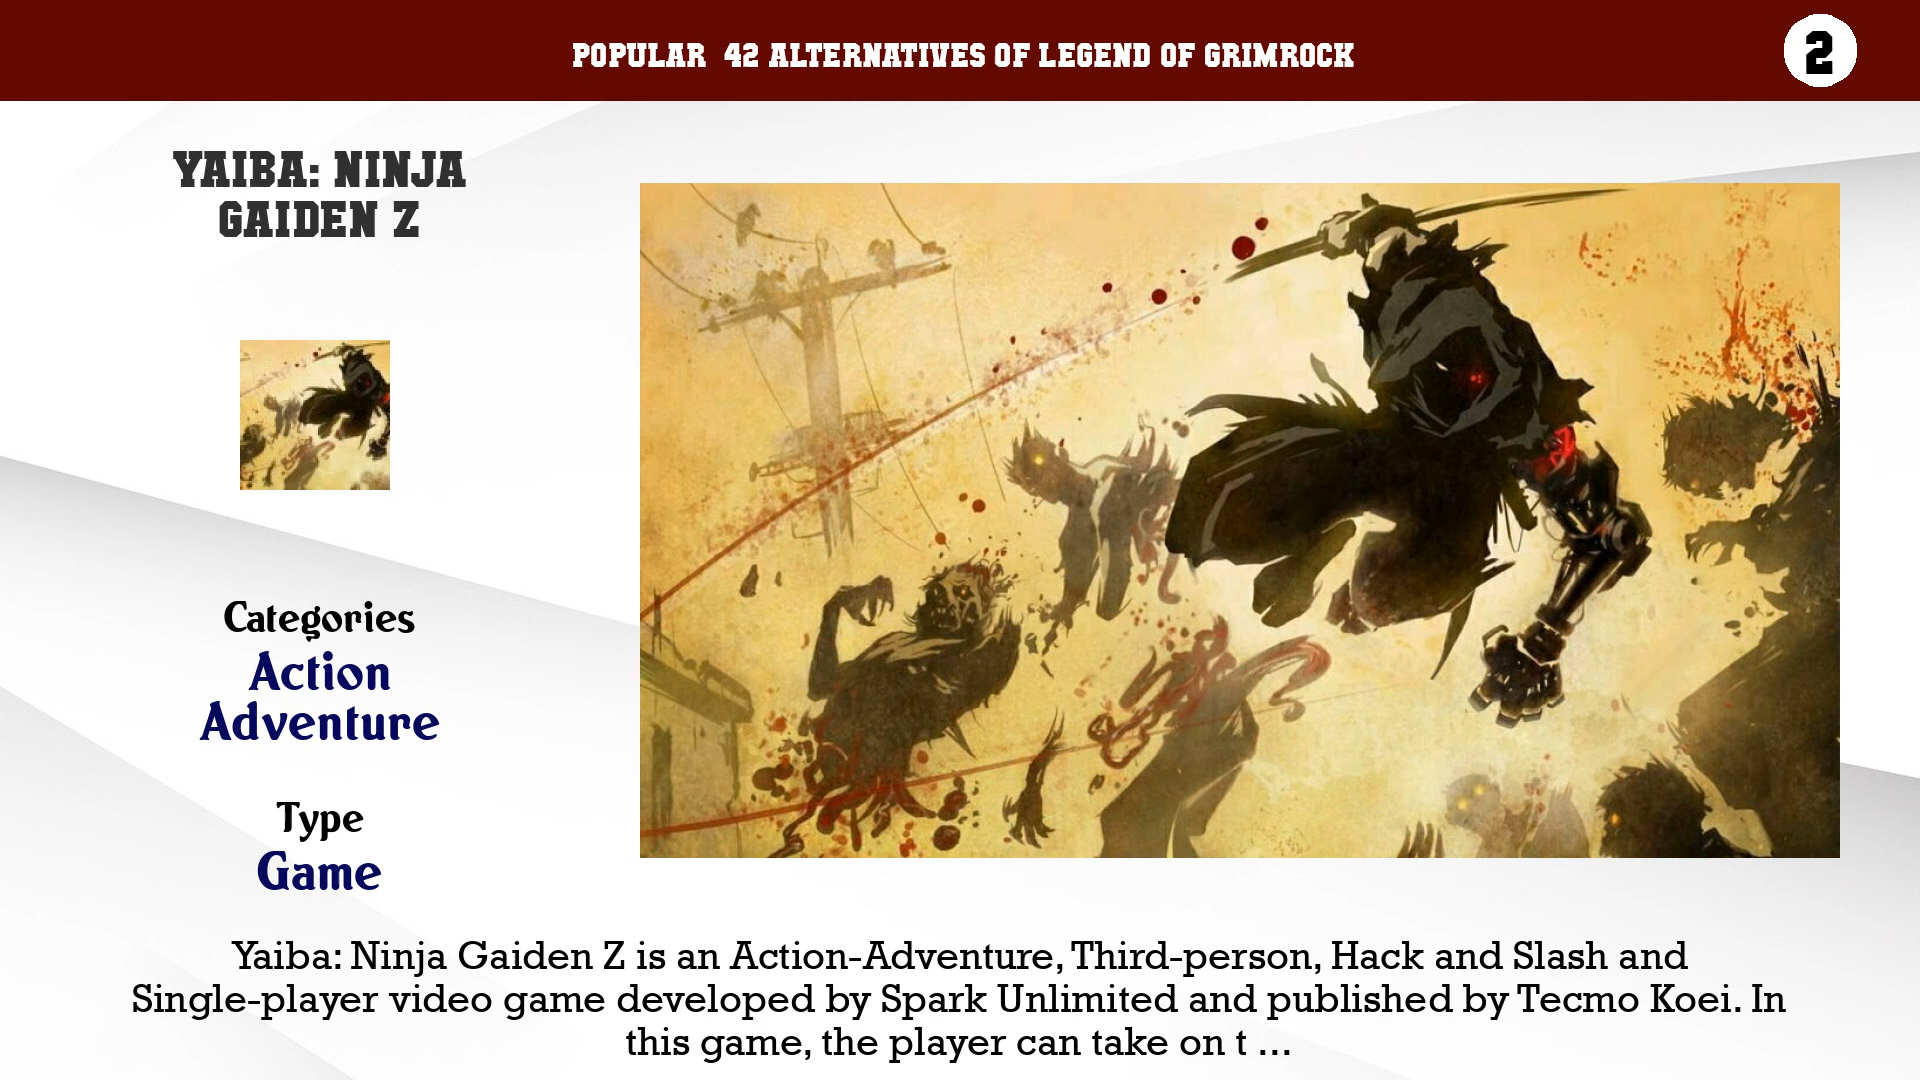 POPULAR 42 ALTERNATIVES OF LEGEND OF GRIMROCK
2
YAIBA: NINJA
GAIDEN Z
Categories
Action
Adventure
Type
Game
Yaiba: Ninja Gaiden Z is an Action-Adventure, Third-person, Hack and Slash and
Single-player video game developed by Spark Unlimited and published by Tecmo Koei. In
this game, the player can take on t ...